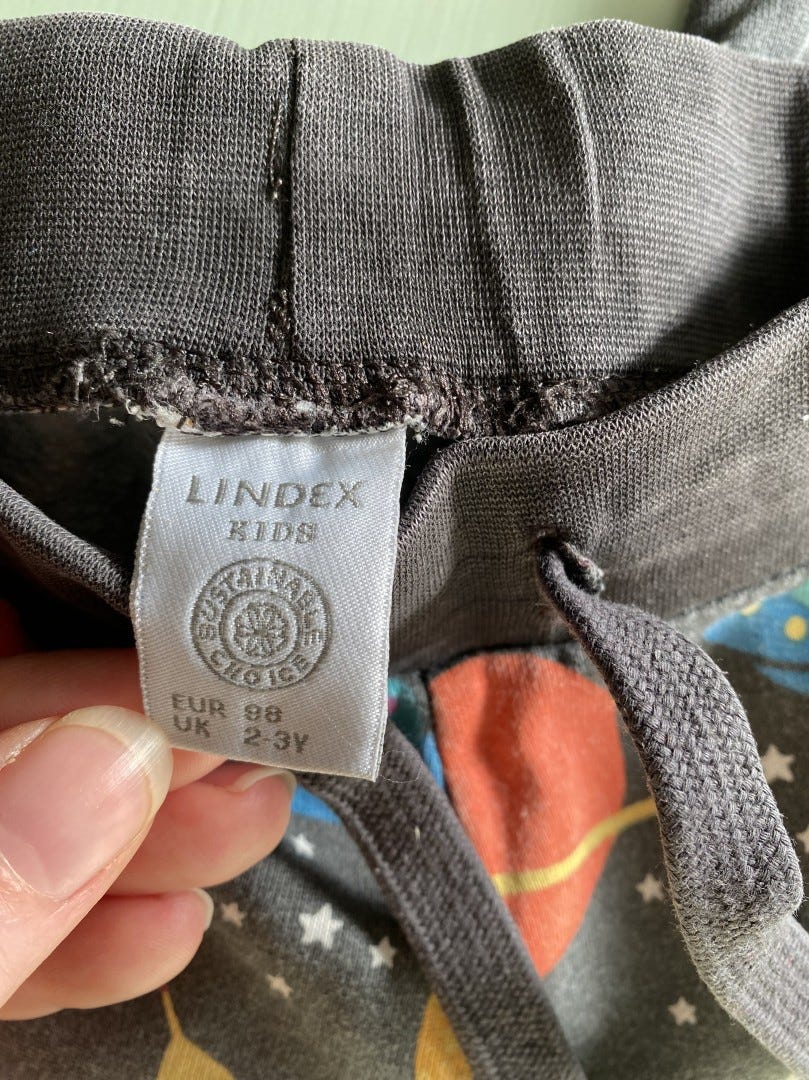 LINDEX
KIDS
SUSTAINABLE
CHOICE
EUR 98
UK 2-3Y